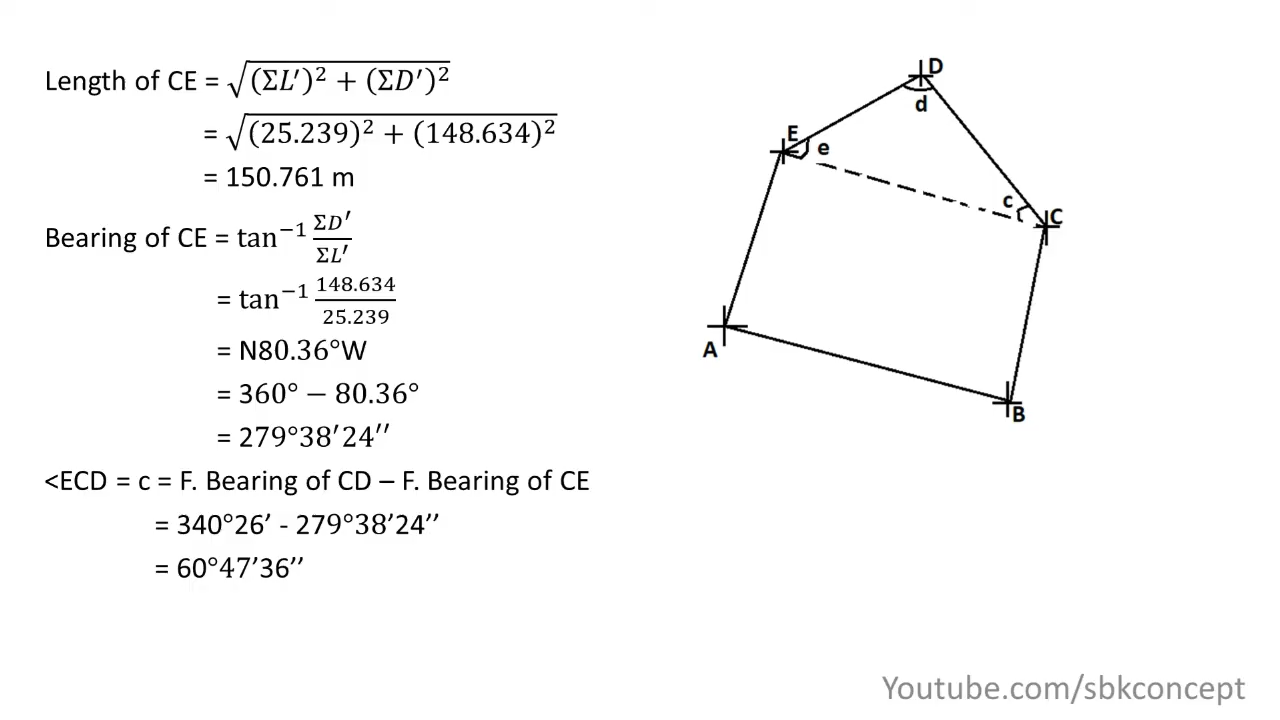 Length of CE = √(ΣL′)² + (ΣD′)²
= √(25.239)² + (148.634)²
= 150.761 m
Bearing of CE = tan⁻¹ ΣD′/ΣL′
= tan⁻¹ 148.634/25.239
= N80.36°W
= 360° − 80.36°
= 279°38′24′′
<ECD = c = F. Bearing of CD – F. Bearing of CE
= 340°26’ - 279°38’24’’
= 60°47’36’’
D
d
E
e
c
C
A
B
Youtube.com/sbkconcept